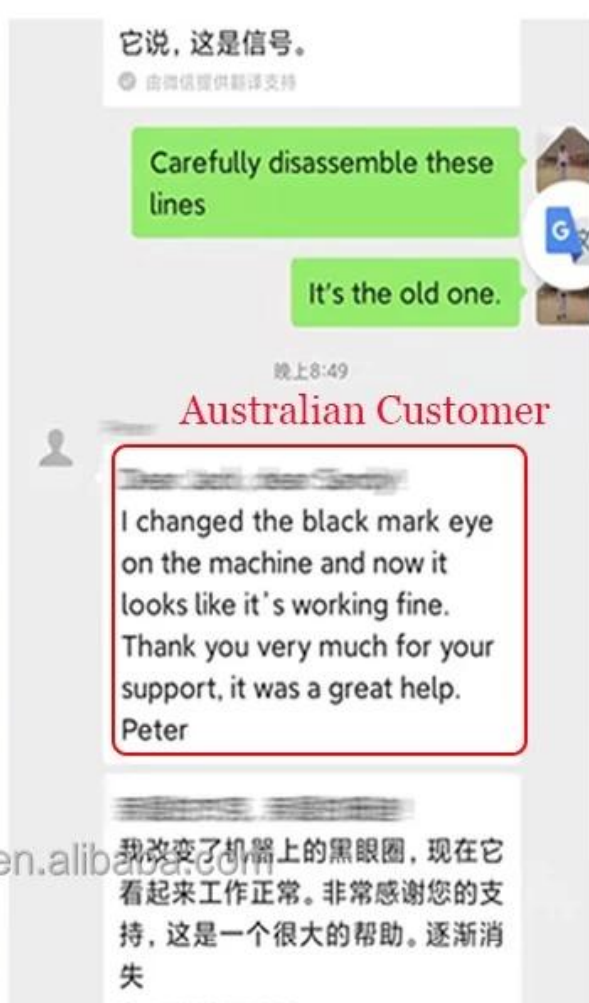 它说，这是信号。
由微信提供翻译支持
Carefully disassemble these
lines
G
It's the old one.
晚上8:49
Australian Customer
I changed the black mark eye
on the machine and now it
looks like it's working fine.
Thank you very much for your
support, it was a great help.
Peter
我改变了机器上的黑眼圈，现在它
en.alibaba.com
看起来工作正常。非常感谢您的支
持，这是一个很大的帮助。逐渐消
失